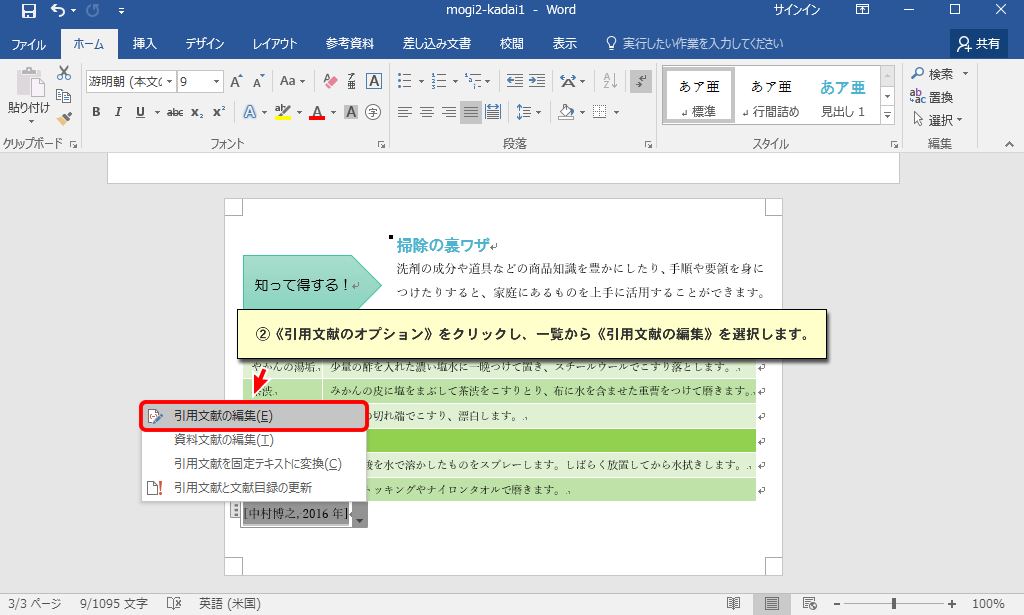 mogi2-kadai1 - Word
サインイン
ファイル ホーム 挿入 デザイン レイアウト 参考資料 差し込み文書 校閲 表示 実行したい作業を入力してください 共有
貼り付け
游明朝 (本文(
9
Aa
B I U abc x₂ x²
あア亜 あア亜 あア亜
標準 行間詰め 見出し 1
検索
置換
選択
クリップボード フォント 段落 スタイル 編集
掃除の裏ワザ
知って得する！
洗剤の成分や道具などの商品知識を豊かにしたり、手順や要領を身に
つけたりすると、家庭にあるものを上手に活用することができます。
②《引用文献のオプション》をクリックし、一覧から《引用文献の編集》を選択します。
やかんの湯垢 少量の酢を入れた濃い塩水に一晩つけて置き、スチールウールでこすり落とします。
茶渋 みかんの皮に塩をまぶして茶渋をこすりとり、布に水を含ませた重曹をつけて磨きます。
の切れ端でこすり、漂白します。
酸を水で溶かしたものをスプレーします。しばらく放置してから水拭きします。
トッキングやナイロンタオルで磨きます。
引用文献の編集(E)
資料文献の編集(T)
引用文献を固定テキストに変換(C)
引用文献と文献目録の更新
[中村博之, 2016 年]
3/3 ページ 9/1095 文字 英語 (米国) 100%